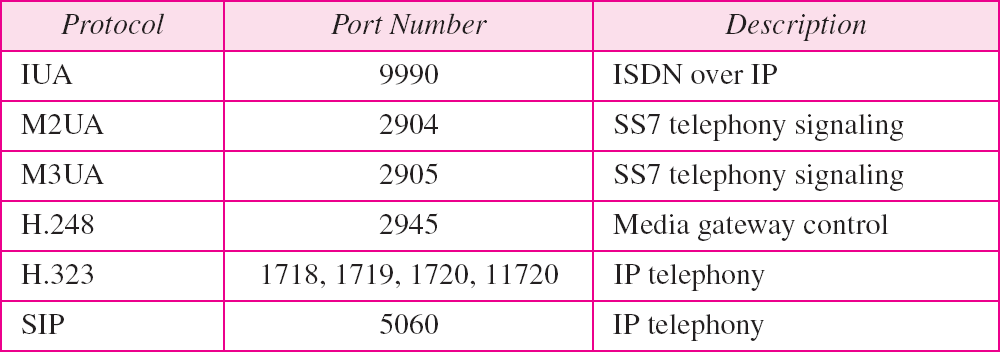 Protocol Port Number Description
IUA 9990 ISDN over IP
M2UA 2904 SS7 telephony signaling
M3UA 2905 SS7 telephony signaling
H.248 2945 Media gateway control
H.323 1718, 1719, 1720, 11720 IP telephony
SIP 5060 IP telephony